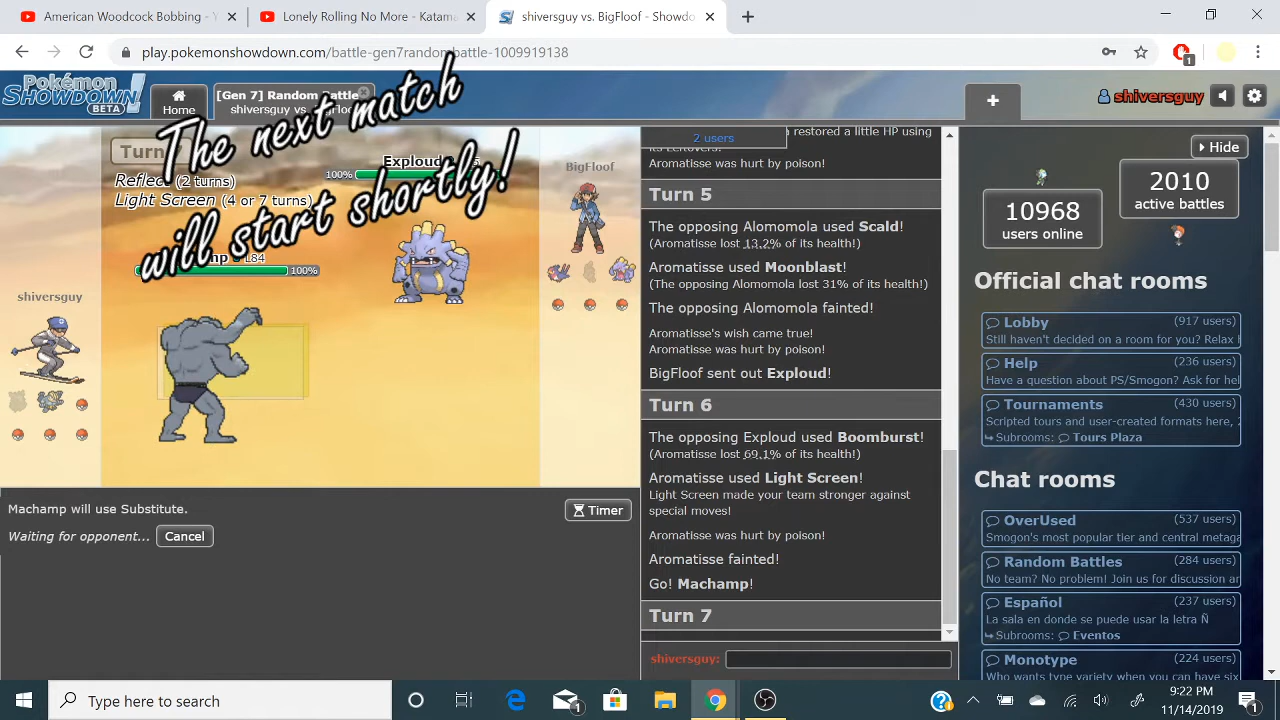 American Woodcock Bobbing - Y
Lonely Rolling No More - Katama
shiversguy vs. BigFloof - Showdo
play.pokemonshowdown.com/battle-gen7randombattle-1009919138
1
Pokémon
SHOWDOWN!
BETA
Home
[Gen 7] Random Battle
shiversguy vs.
shiversguy
The next match
will start shortly!
Turn
Reflect (2 turns)
Light Screen (4 or 7 turns)
Exploud
100%
184
100%
BigFloof
shiversguy
Machamp will use Substitute.
Timer
Waiting for opponent...
Cancel
2 users
restored a little HP using
its Leftovers.
Aromatisse was hurt by poison!
Turn 5
The opposing Alomomola used Scald!
(Aromatisse lost 13.2% of its health!)
Aromatisse used Moonblast!
(The opposing Alomomola lost 31% of its health!)
The opposing Alomomola fainted!
Aromatisse's wish came true!
Aromatisse was hurt by poison!
BigFloof sent out Exploud!
Turn 6
The opposing Exploud used Boomburst!
(Aromatisse lost 69.1% of its health!)
Aromatisse used Light Screen!
Light Screen made your team stronger against
special moves!
Aromatisse was hurt by poison!
Aromatisse fainted!
Go! Machamp!
Turn 7
shiversguy:
Hide
10968
users online
2010
active battles
Official chat rooms
Lobby
(917 users)
Still haven't decided on a room for you? Relax
Help
(236 users)
Have a question about PS/Smogon? Ask for hel
Tournaments
(430 users)
Scripted tours and user-created formats here, 2
Subrooms: Tours Plaza
Chat rooms
OverUsed
(537 users)
Smogon's most popular tier and central metaga
Random Battles
(284 users)
No team? No problem! Join us for discussion an
Español
(237 users)
La sala en donde se puede usar la letra Ñ
Subrooms: Eventos
Monotype
(224 users)
Who wants type variety when you can have six
Type here to search
1
9:22 PM
11/14/2019
1